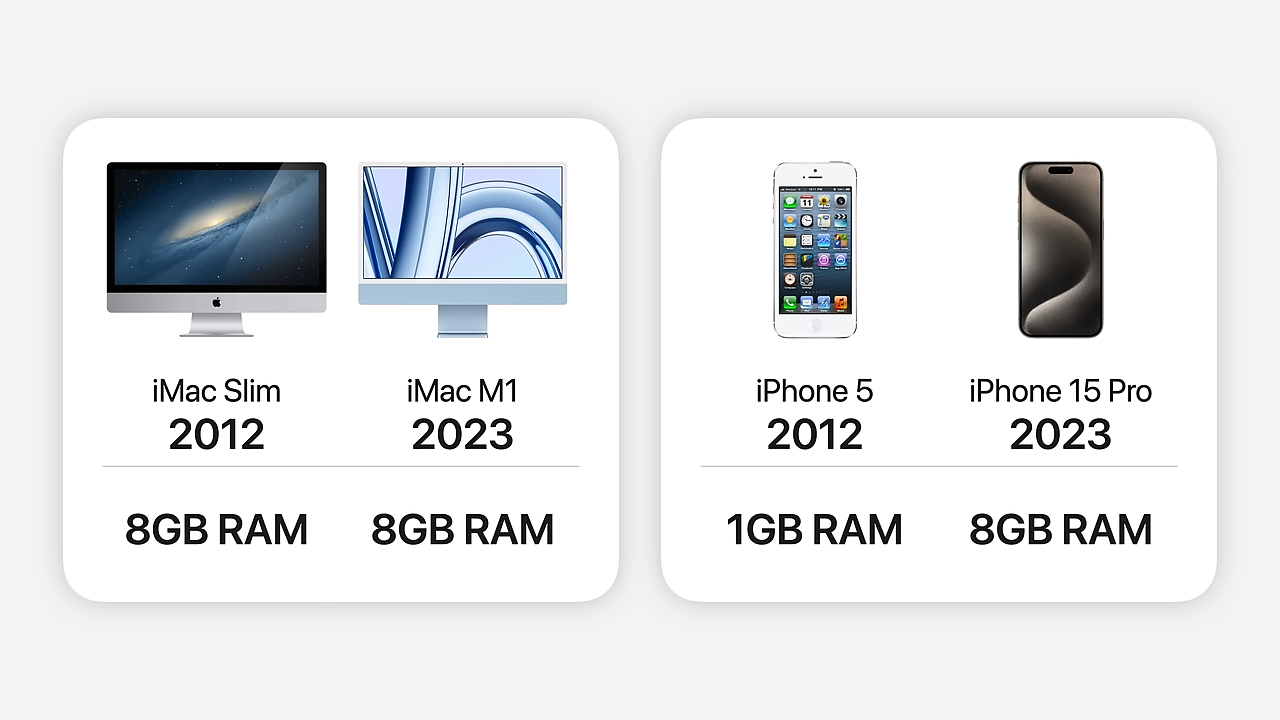 iMac Slim
2012
8GB RAM
iMac M1
2023
8GB RAM
iPhone 5
2012
1GB RAM
iPhone 15 Pro
2023
8GB RAM